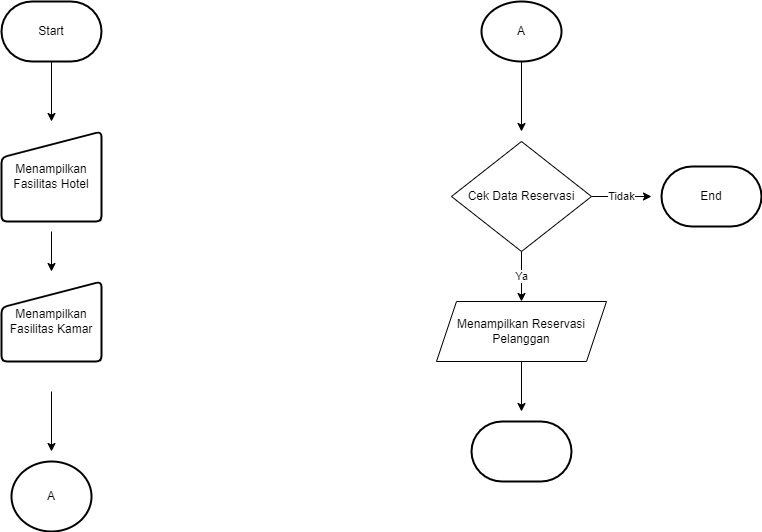 Start
Menampilkan
Fasilitas Hotel
Menampilkan
Fasilitas Kamar
A
A
Cek Data Reservasi
Tidak
End
Ya
Menampilkan Reservasi
Pelanggan